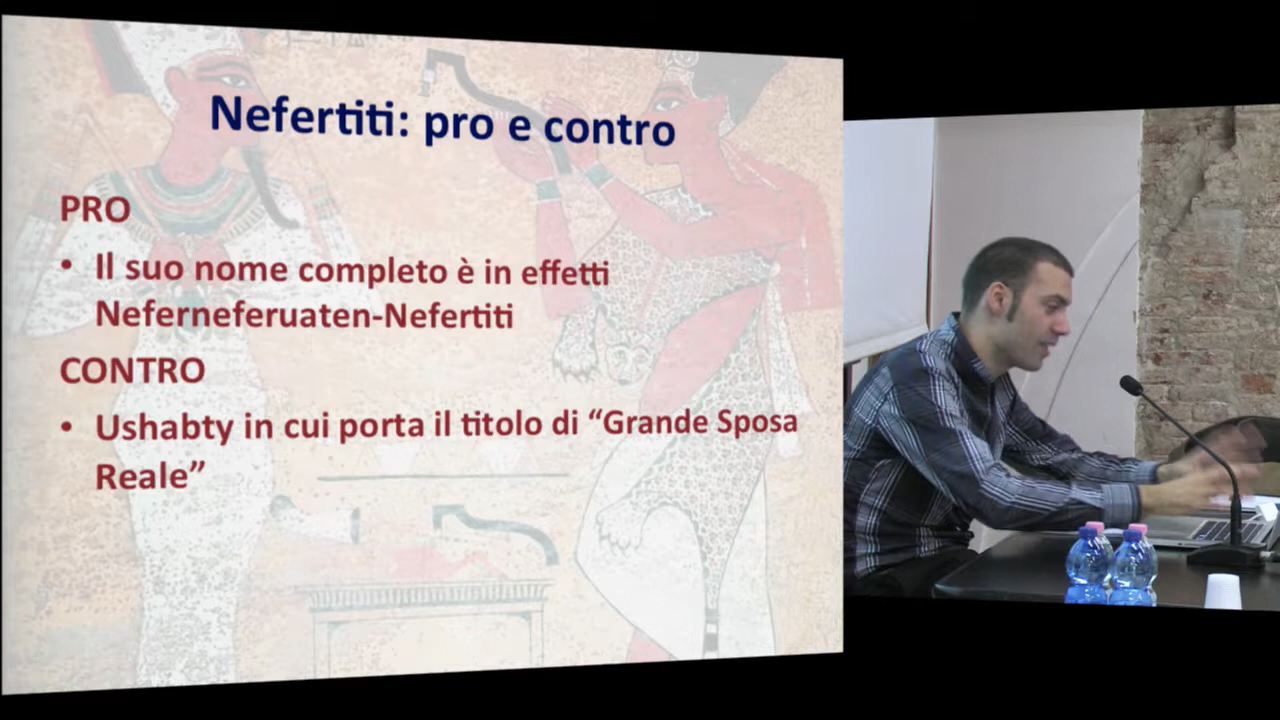 Nefertiti: pro e contro
PRO
• Il suo nome completo è in effetti
Neferneferuaten-Nefertiti
CONTRO
• Ushabty in cui porta il titolo di “Grande Sposa
Reale”